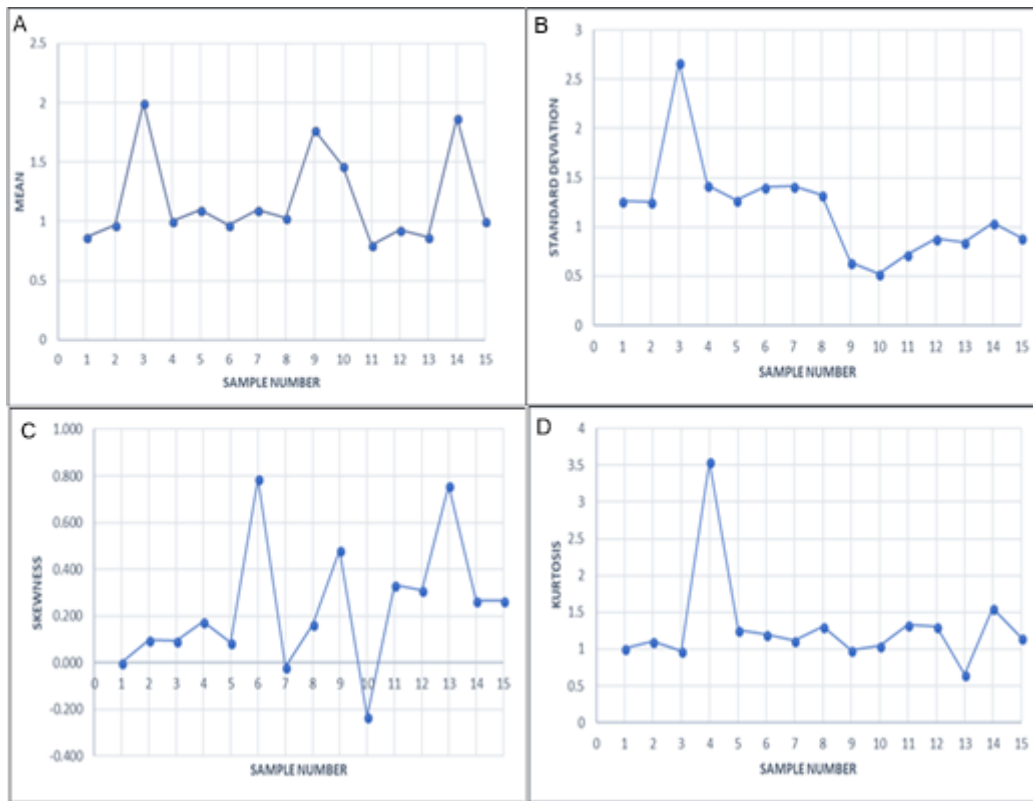 A
2.5
2
1.5
1
0.5
0
MEAN
0 1 2 3 4 5 6 7 8 9 10 11 12 13 14 15
SAMPLE NUMBER
B
3
2.5
2
1.5
1
0.5
0
STANDARD DEVIATION
0 1 2 3 4 5 6 7 8 9 10 11 12 13 14 15
SAMPLE NUMBER
C
1.000
0.800
0.600
0.400
0.200
0.000
-0.200
-0.400
SKEWNESS
0 1 2 3 4 5 6 7 8 9 10 11 12 13 14 15
SAMPLE NUMBER
D
4
3.5
3
2.5
2
1.5
1
0.5
0
KURTOSIS
0 1 2 3 4 5 6 7 8 9 10 11 12 13 14 15
SAMPLE NUMBER